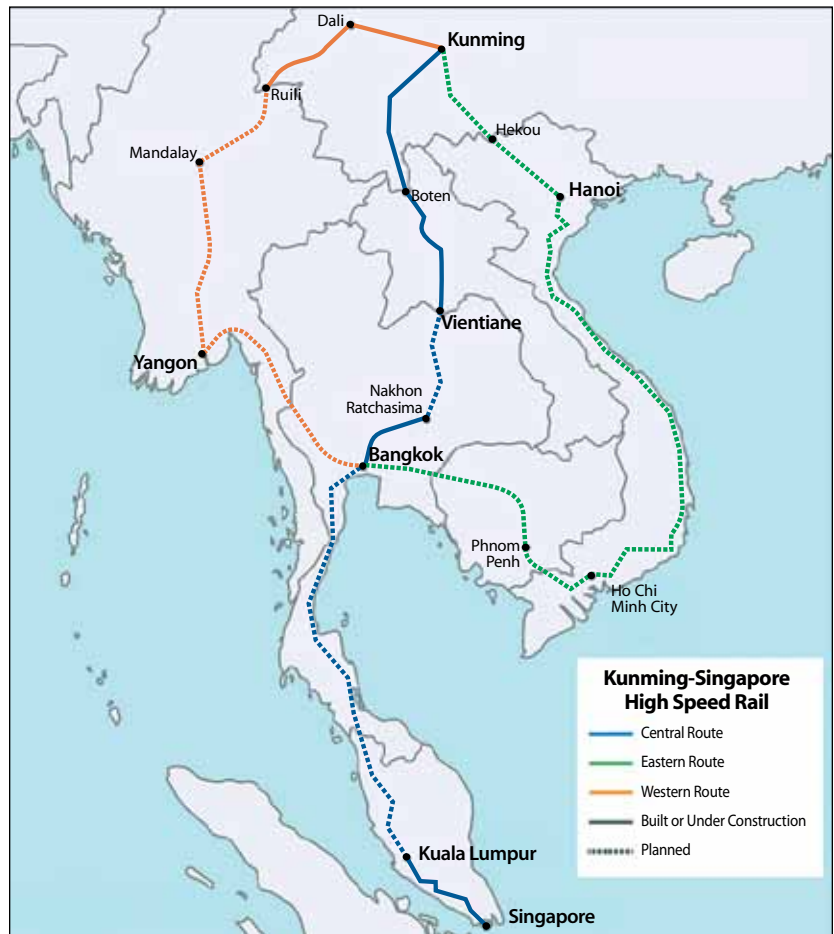 Dali
Kunming
Ruili
Hekou
Mandalay
Boten
Hanoi
Vientiane
Yangon
Nakhon
Ratchasima
Bangkok
Phnom
Penh
Ho Chi
Minh City
Kunming-Singapore
High Speed Rail
Central Route
Eastern Route
Western Route
Built or Under Construction
Planned
Kuala Lumpur
Singapore